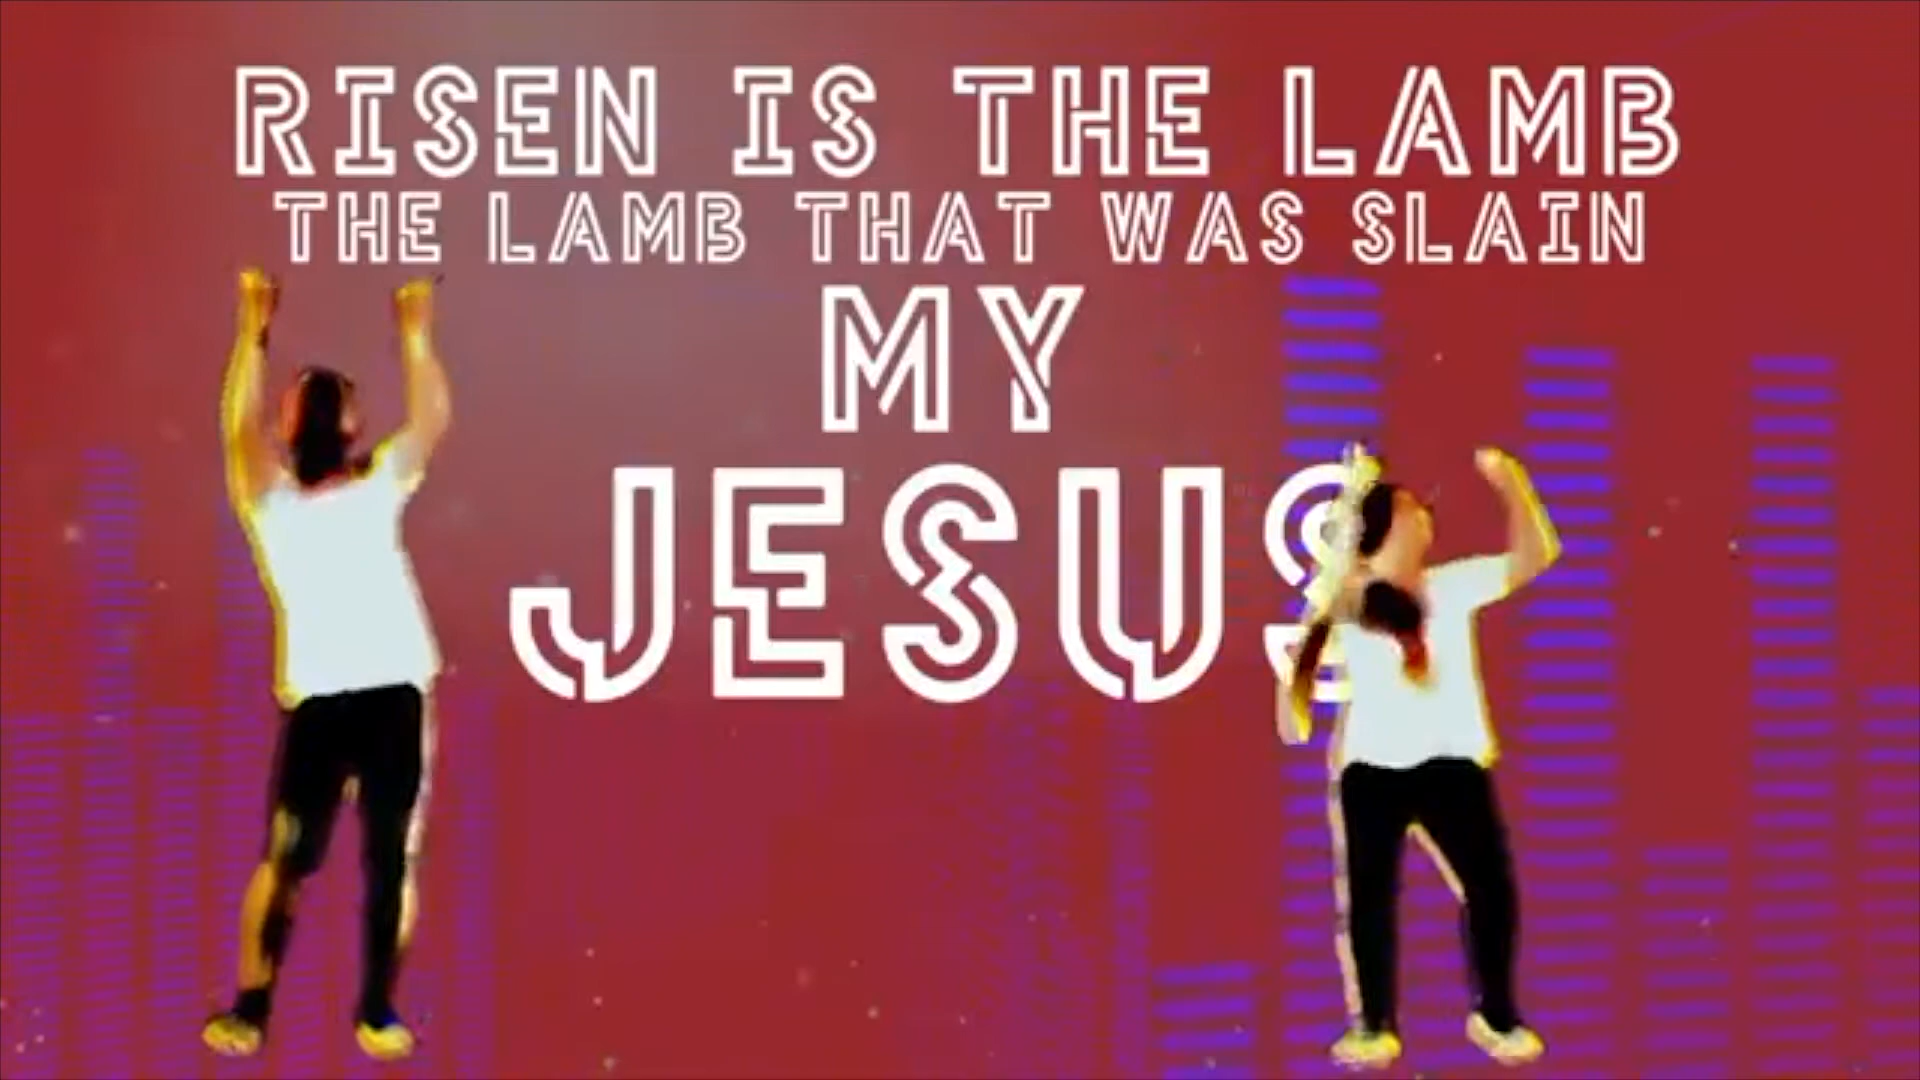 RISEN IS THE LAMB
THE LAMB THAT WAS SLAIN
MY
JESUS